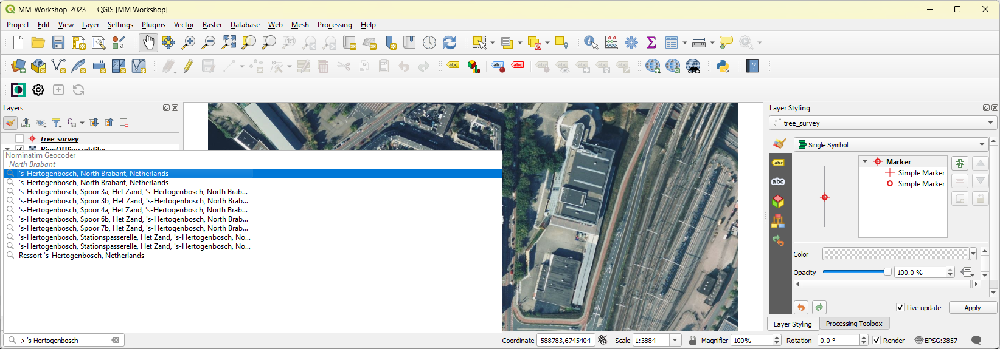 MM_Workshop_2023 — QGIS [MM Workshop]
Project Edit View Layer Settings Plugins Vector Raster Database Web Mesh Processing Help
Layers
tree_survey
BingOffline.mbtiles
Nominatim Geocoder
North Brabant
's-Hertogenbosch, North Brabant, Netherlands
's-Hertogenbosch, North Brabant, Netherlands
's-Hertogenbosch, Spoor 3a, Het Zand, 's-Hertogenbosch, North Brab...
's-Hertogenbosch, Spoor 3b, Het Zand, 's-Hertogenbosch, North Brab...
's-Hertogenbosch, Spoor 4a, Het Zand, 's-Hertogenbosch, North Brab...
's-Hertogenbosch, Spoor 6b, Het Zand, 's-Hertogenbosch, North Brab...
's-Hertogenbosch, Spoor 7b, Het Zand, 's-Hertogenbosch, North Brab...
's-Hertogenbosch, Stationspasserelle, Het Zand, 's-Hertogenbosch, No...
's-Hertogenbosch, Stationspasserelle, Het Zand, 's-Hertogenbosch, No...
Ressort 's-Hertogenbosch, Netherlands
Layer Styling
tree_survey
Single Symbol
Marker
Simple Marker
Simple Marker
Color
Opacity 100.0 %
Live update Apply
Layer Styling Processing Toolbox
> 's-Hertogenbosch Coordinate 588783,6745404 Scale 1:3884 Magnifier 100% Rotation 0.0 ° Render EPSG:3857